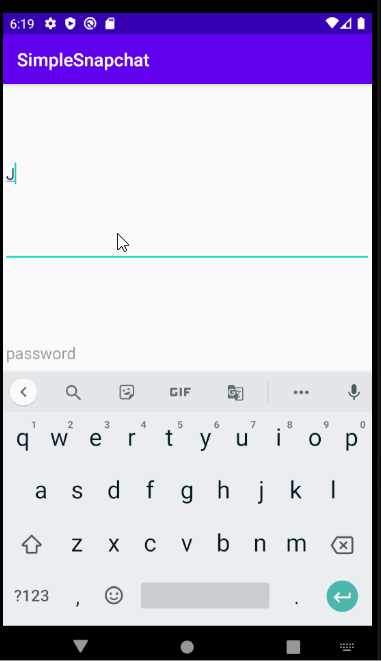 6:19
SimpleSnapchat
J
password
GIF
1 2 3 4 5 6 7 8 9 0
q w e r t y u i o p
a s d f g h j k l
z x c v b n m
?123 , .